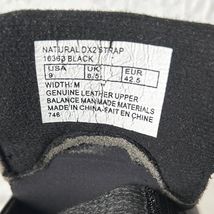 NATURAL DX2 STRAP
10363 BLACK
USA UK EUR
9 8.5 42.5
WIDTH: M
GENUINE LEATHER UPPER
BALANCE MAN MADE MATERIALS
MADE IN CHINA-FAIT EN CHINE
746